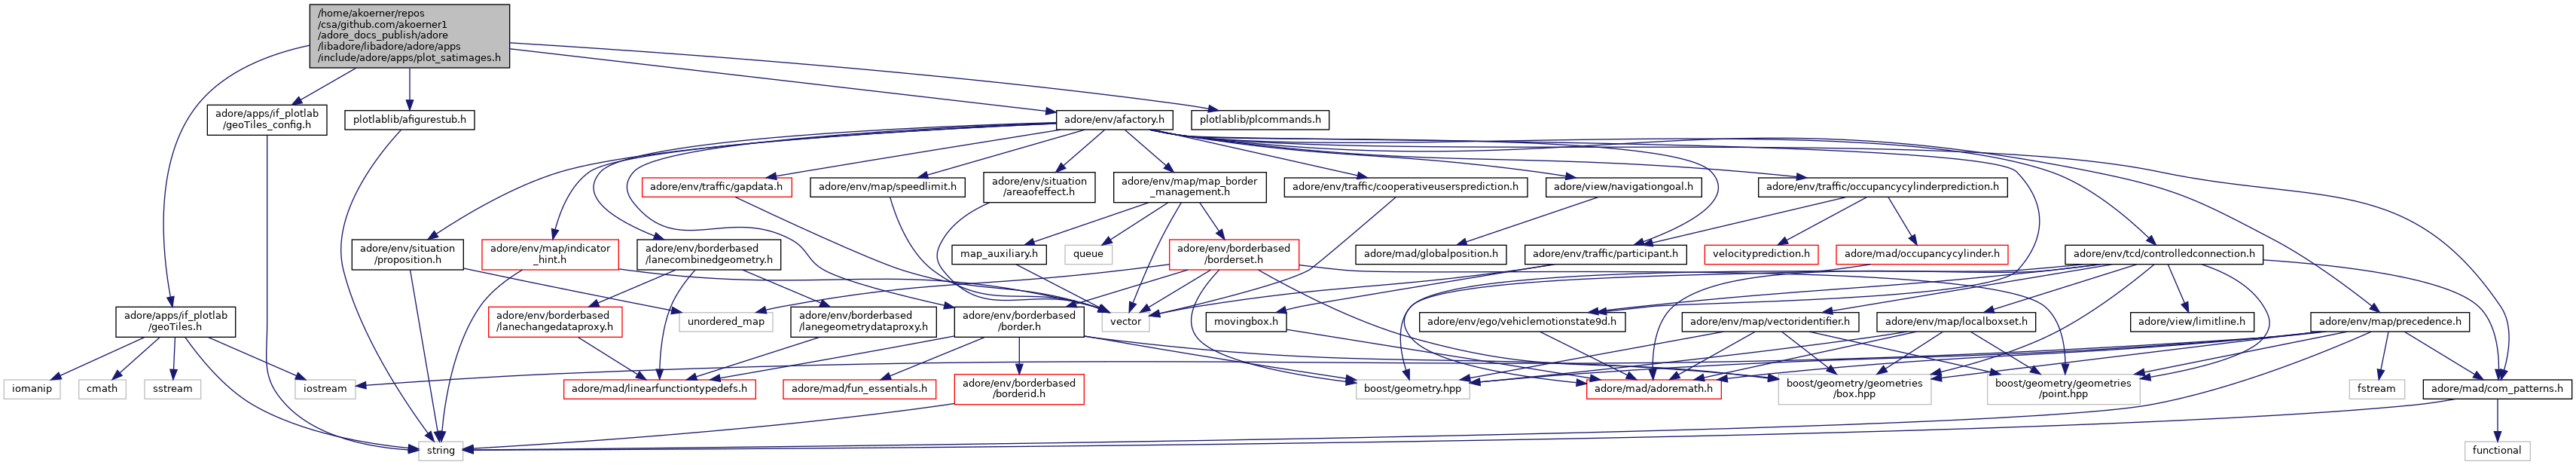 /home/akoerner/repos
/csa/github.com/akoerner1
/adore_docs_publish/adore
/libadore/libadore/adore/apps
/include/adore/apps/plot_satimages.h
adore/apps/if_plotlab
/geoTiles_config.h
plotlablib/afigurestub.h
adore/env/afactory.h
plotlablib/plcommands.h
adore/env/traffic/gapdata.h
adore/env/map/speedlimit.h
adore/env/situation
/areaofeffect.h
adore/env/map/map_border
_management.h
adore/env/traffic/cooperativeusersprediction.h
adore/view/navigationgoal.h
adore/env/traffic/occupancycylinderprediction.h
adore/env/situation
/proposition.h
adore/env/map/indicator
_hint.h
adore/env/borderbased
/lanecombinedgeometry.h
map_auxiliary.h
queue
adore/env/borderbased
/borderset.h
adore/mad/globalposition.h
adore/env/traffic/participant.h
velocityprediction.h
adore/mad/occupancycylinder.h
adore/env/tcd/controlledconnection.h
adore/apps/if_plotlab
/geoTiles.h
adore/env/borderbased
/lanechangedataproxy.h
unordered_map
adore/env/borderbased
/lanegeometrydataproxy.h
adore/env/borderbased
/border.h
vector
movingbox.h
adore/env/ego/vehiclemotionstate9d.h
adore/env/map/vectoridentifier.h
adore/env/map/localboxset.h
adore/view/limitline.h
adore/env/map/precedence.h
iomanip
cmath
sstream
iostream
adore/mad/linearfunctiontypedefs.h
adore/mad/fun_essentials.h
adore/env/borderbased
/borderid.h
boost/geometry.hpp
adore/mad/adoremath.h
boost/geometry/geometries
/box.hpp
boost/geometry/geometries
/point.hpp
fstream
adore/mad/com_patterns.h
string
functional